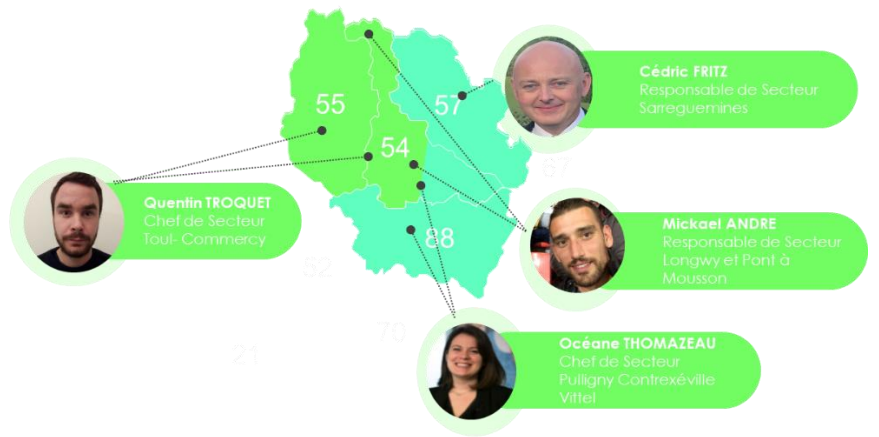 Cédric FRITZ
Responsable de Secteur
Sarreguemines
55
57
54
67
Quentin TROQUET
Chef de Secteur
Toul- Commercy
Mickael ANDRE
Responsable de Secteur
Longwy et Pont à
Mousson
88
52
70
21
Océane THOMAZEAU
Chef de Secteur
Pulligny Contrexéville
Vittel